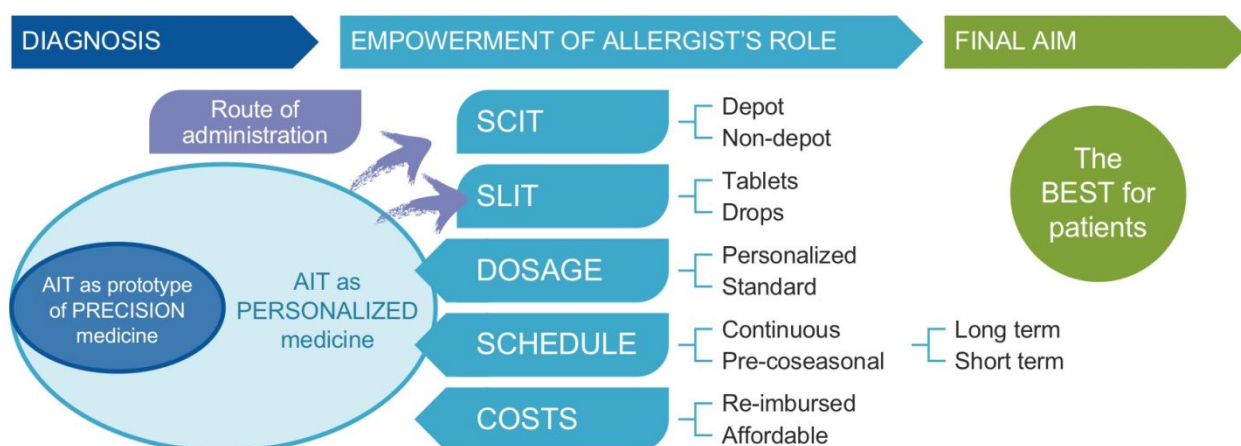 DIAGNOSIS
EMPOWERMENT OF ALLERGIST'S ROLE
FINAL AIM
Route of
administration
AIT as prototype
of PRECISION
medicine
AIT as
PERSONALIZED
medicine
SCIT
Depot
Non-depot
SLIT
Tablets
Drops
DOSAGE
Personalized
Standard
SCHEDULE
Continuous
Pre-coseasonal
Long term
Short term
COSTS
Re-imbursed
Affordable
The
BEST for
patients